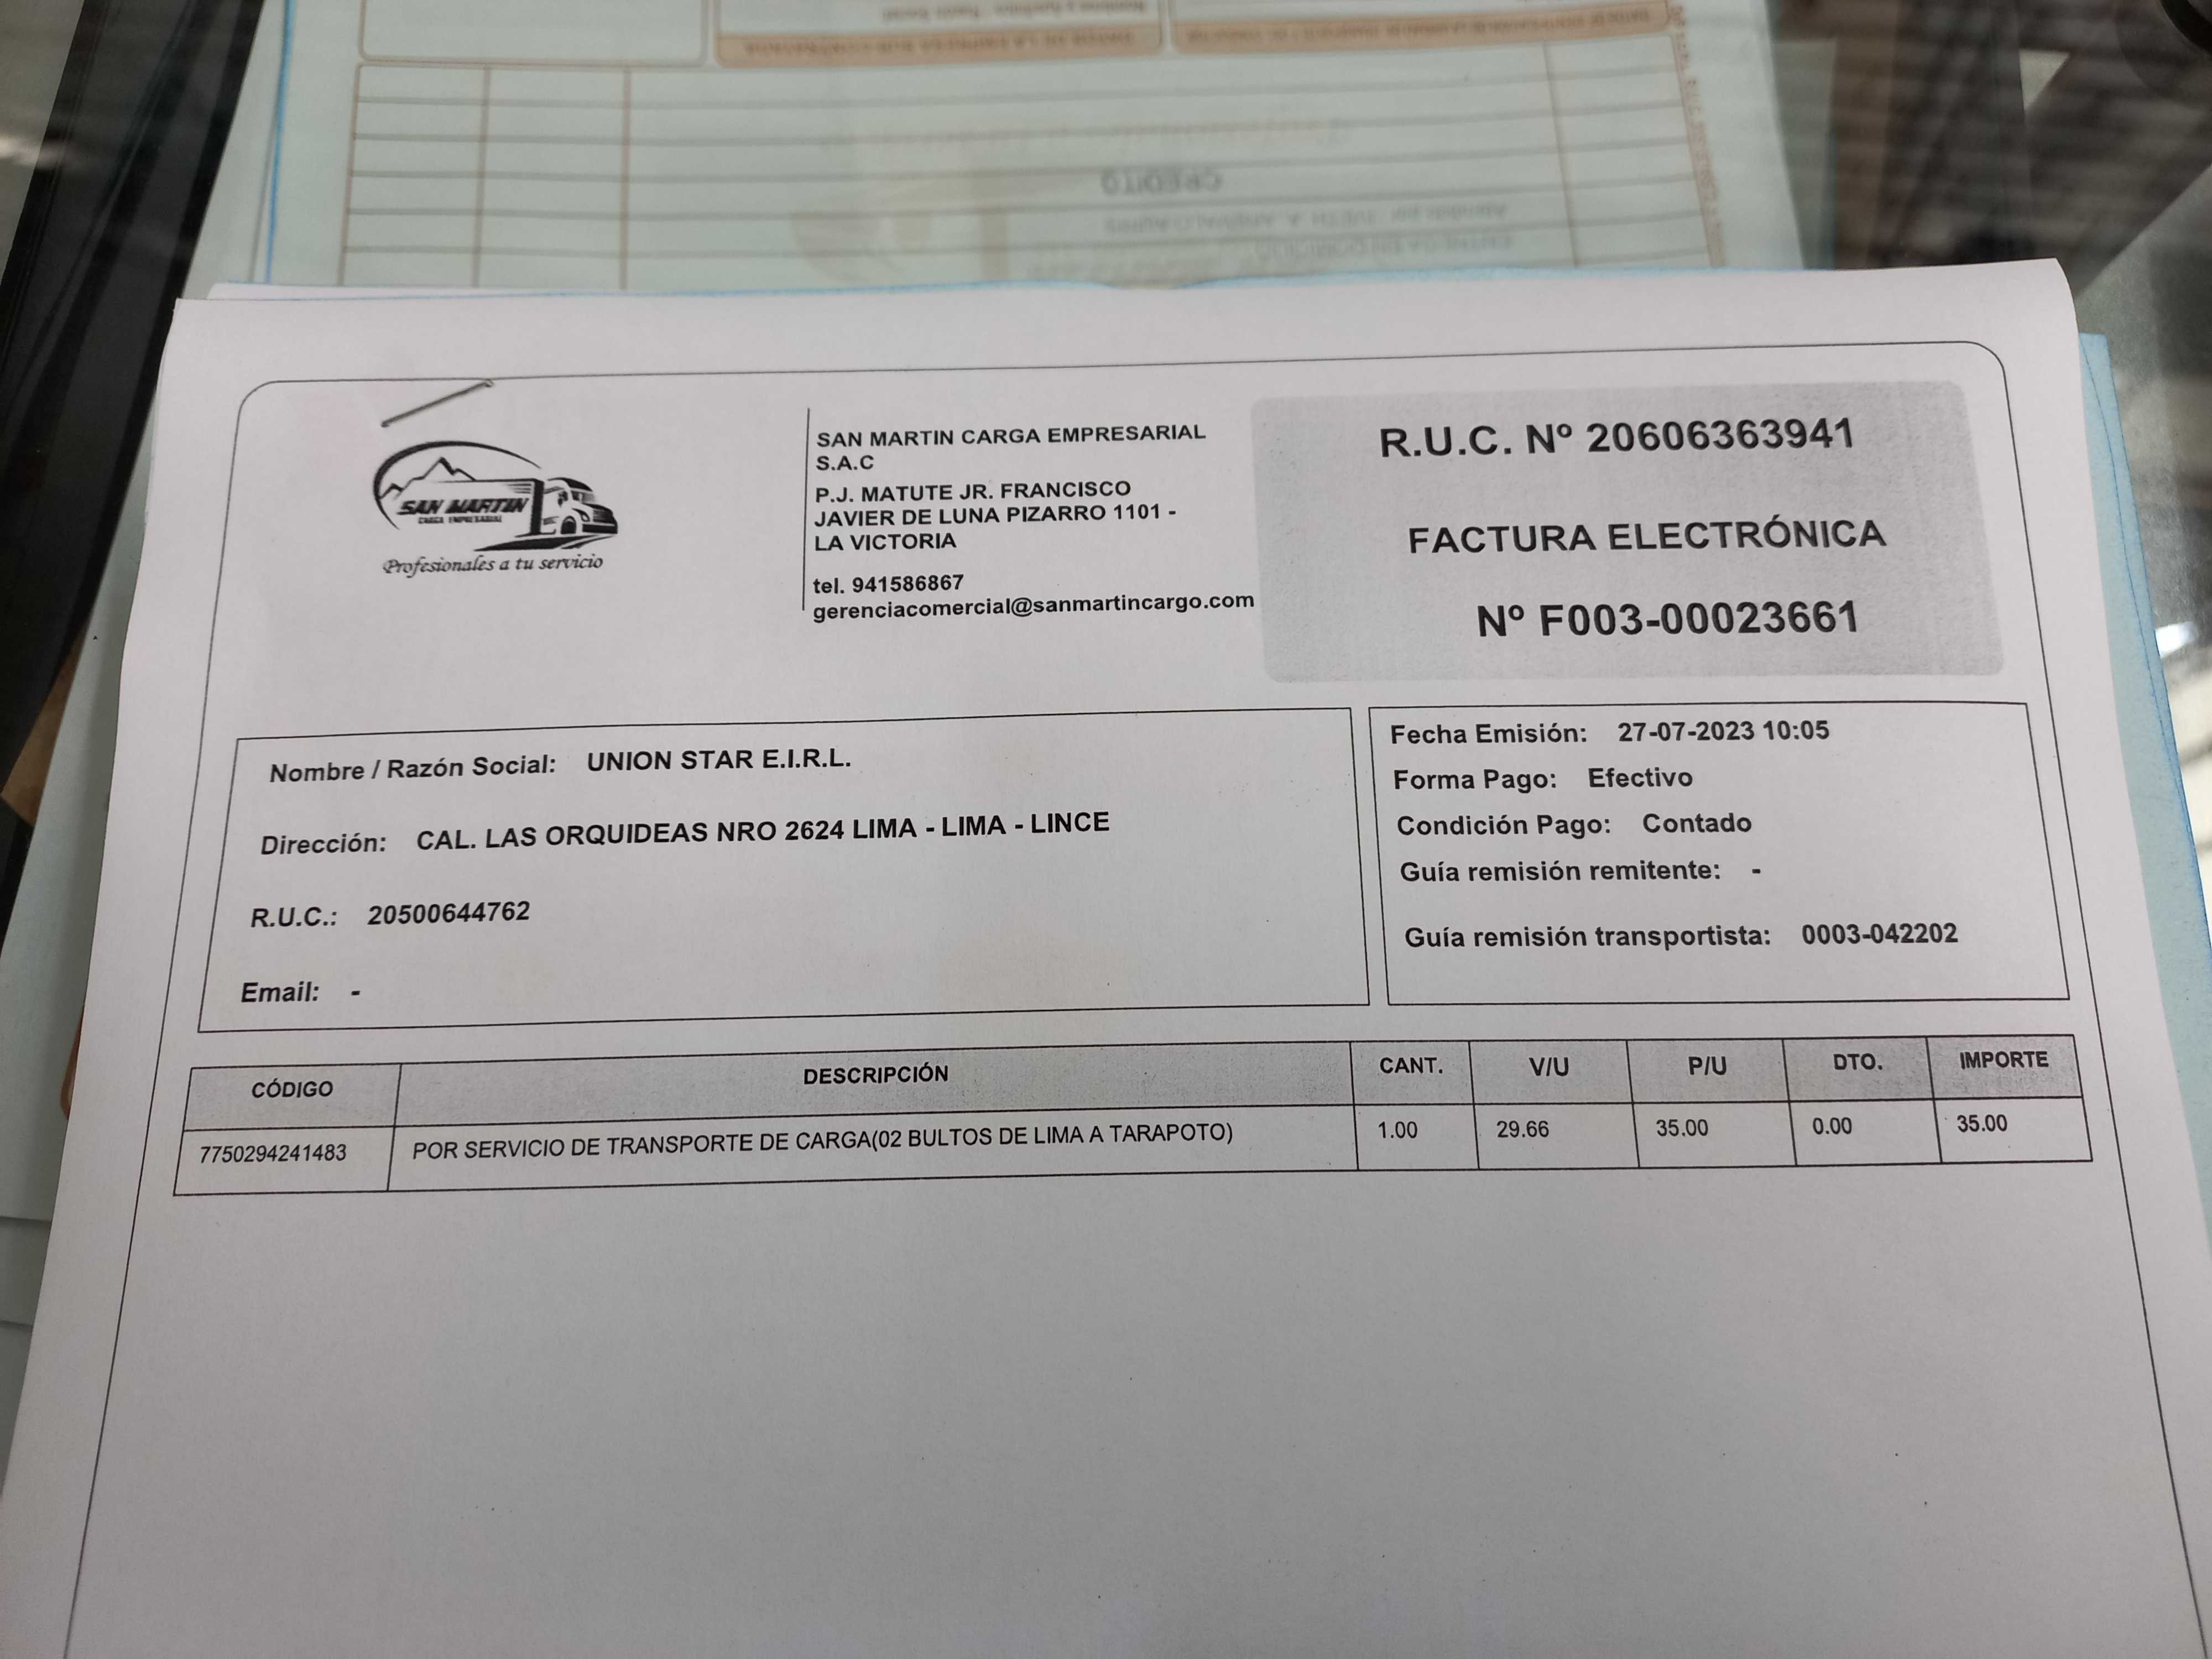 SAN MARTIN
CARGA EMPRESARIAL
Profesionales a tu servicio
SAN MARTIN CARGA EMPRESARIAL
S.A.C
P.J. MATUTE JR. FRANCISCO
JAVIER DE LUNA PIZARRO 1101 -
LA VICTORIA
tel. 941586867
gerenciacomercial@sanmartincargo.com
R.U.C. Nº 20606363941
FACTURA ELECTRÓNICA
Nº F003-00023661
Nombre / Razón Social: UNION STAR E.I.R.L.
Dirección: CAL. LAS ORQUIDEAS NRO 2624 LIMA - LIMA - LINCE
R.U.C.: 20500644762
Email: -
Fecha Emisión: 27-07-2023 10:05
Forma Pago: Efectivo
Condición Pago: Contado
Guía remisión remitente: -
Guía remisión transportista: 0003-042202
CÓDIGO DESCRIPCIÓN CANT. V/U P/U DTO. IMPORTE
7750294241483 POR SERVICIO DE TRANSPORTE DE CARGA(02 BULTOS DE LIMA A TARAPOTO) 1.00 29.66 35.00 0.00 35.00
CREDITO